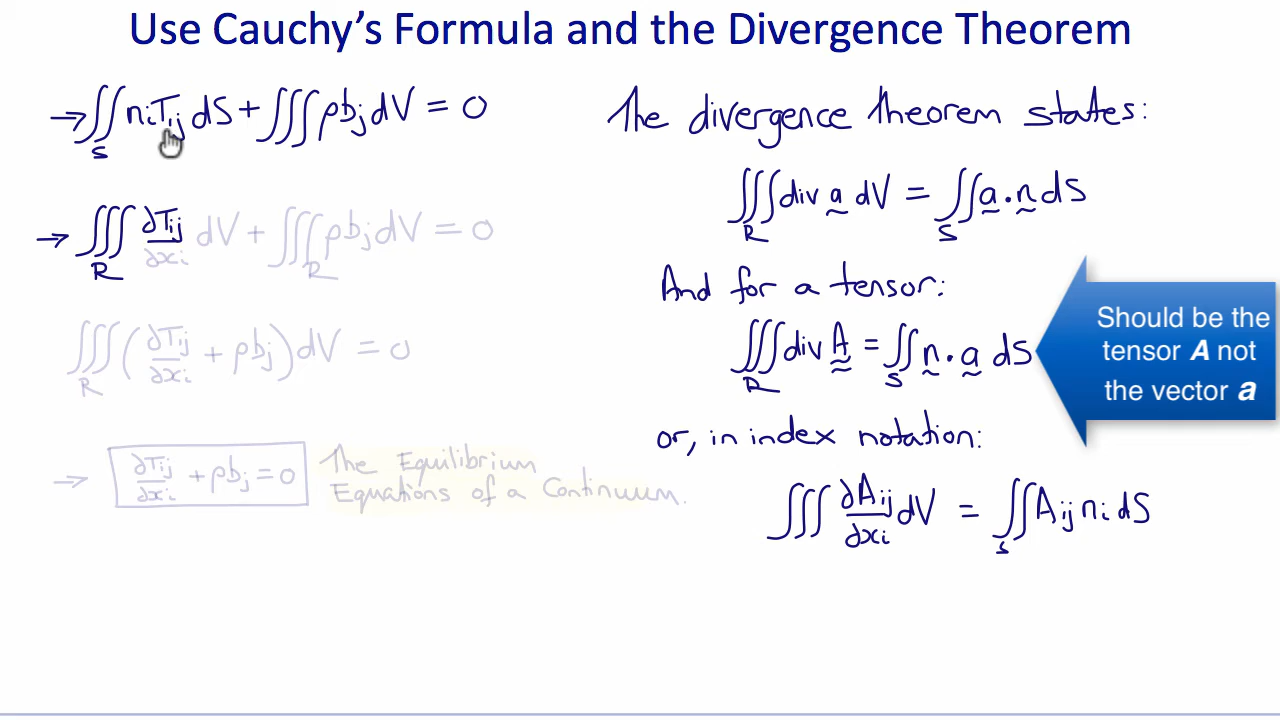 Use Cauchy's Formula and the Divergence Theorem
→ ∬_S n_i T_ij dS + ∭ ρb_j dV = 0
→ ∭_R ∂T_ij/∂x_i dV + ∭_R ρb_j dV = 0
∭_R (∂T_ij/∂x_i + ρb_j) dV = 0
→ ∂T_ij/∂x_i + ρb_j = 0
The Equilibrium
Equations of a Continuum.
The divergence theorem states:
∭_R div a dV = ∬_S a · n dS
And for a tensor:
∭_R div A = ∬_S n · a dS
Should be the
tensor A not
the vector a
or, in index notation:
∭ ∂A_ij/∂x_i dV = ∬_S A_ij n_i dS